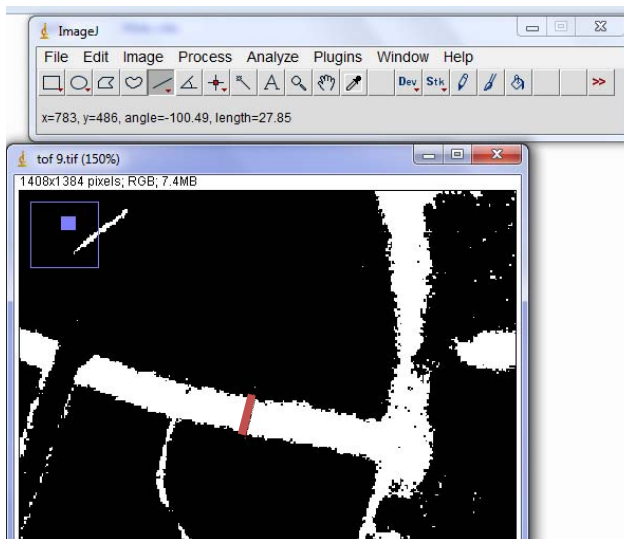 ImageJ
File Edit Image Process Analyze Plugins Window Help
A Dev Stk >>
x=783, y=486, angle=-100.49, length=27.85
tof 9.tif (150%)
1408x1384 pixels; RGB; 7.4MB